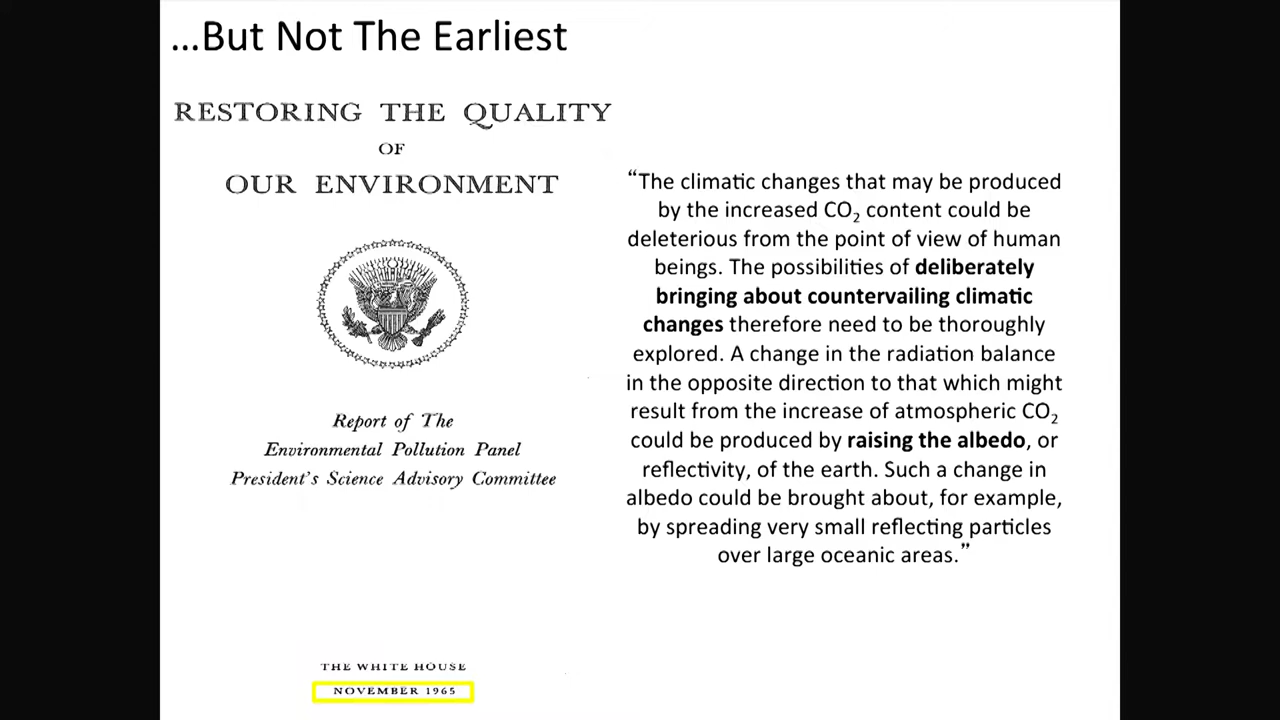 ...But Not The Earliest
RESTORING THE QUALITY
OF
OUR ENVIRONMENT
Report of The
Environmental Pollution Panel
President's Science Advisory Committee
THE WHITE HOUSE
NOVEMBER 1965
“The climatic changes that may be produced
by the increased CO₂ content could be
deleterious from the point of view of human
beings. The possibilities of deliberately
bringing about countervailing climatic
changes therefore need to be thoroughly
explored. A change in the radiation balance
in the opposite direction to that which might
result from the increase of atmospheric CO₂
could be produced by raising the albedo, or
reflectivity, of the earth. Such a change in
albedo could be brought about, for example,
by spreading very small reflecting particles
over large oceanic areas.”